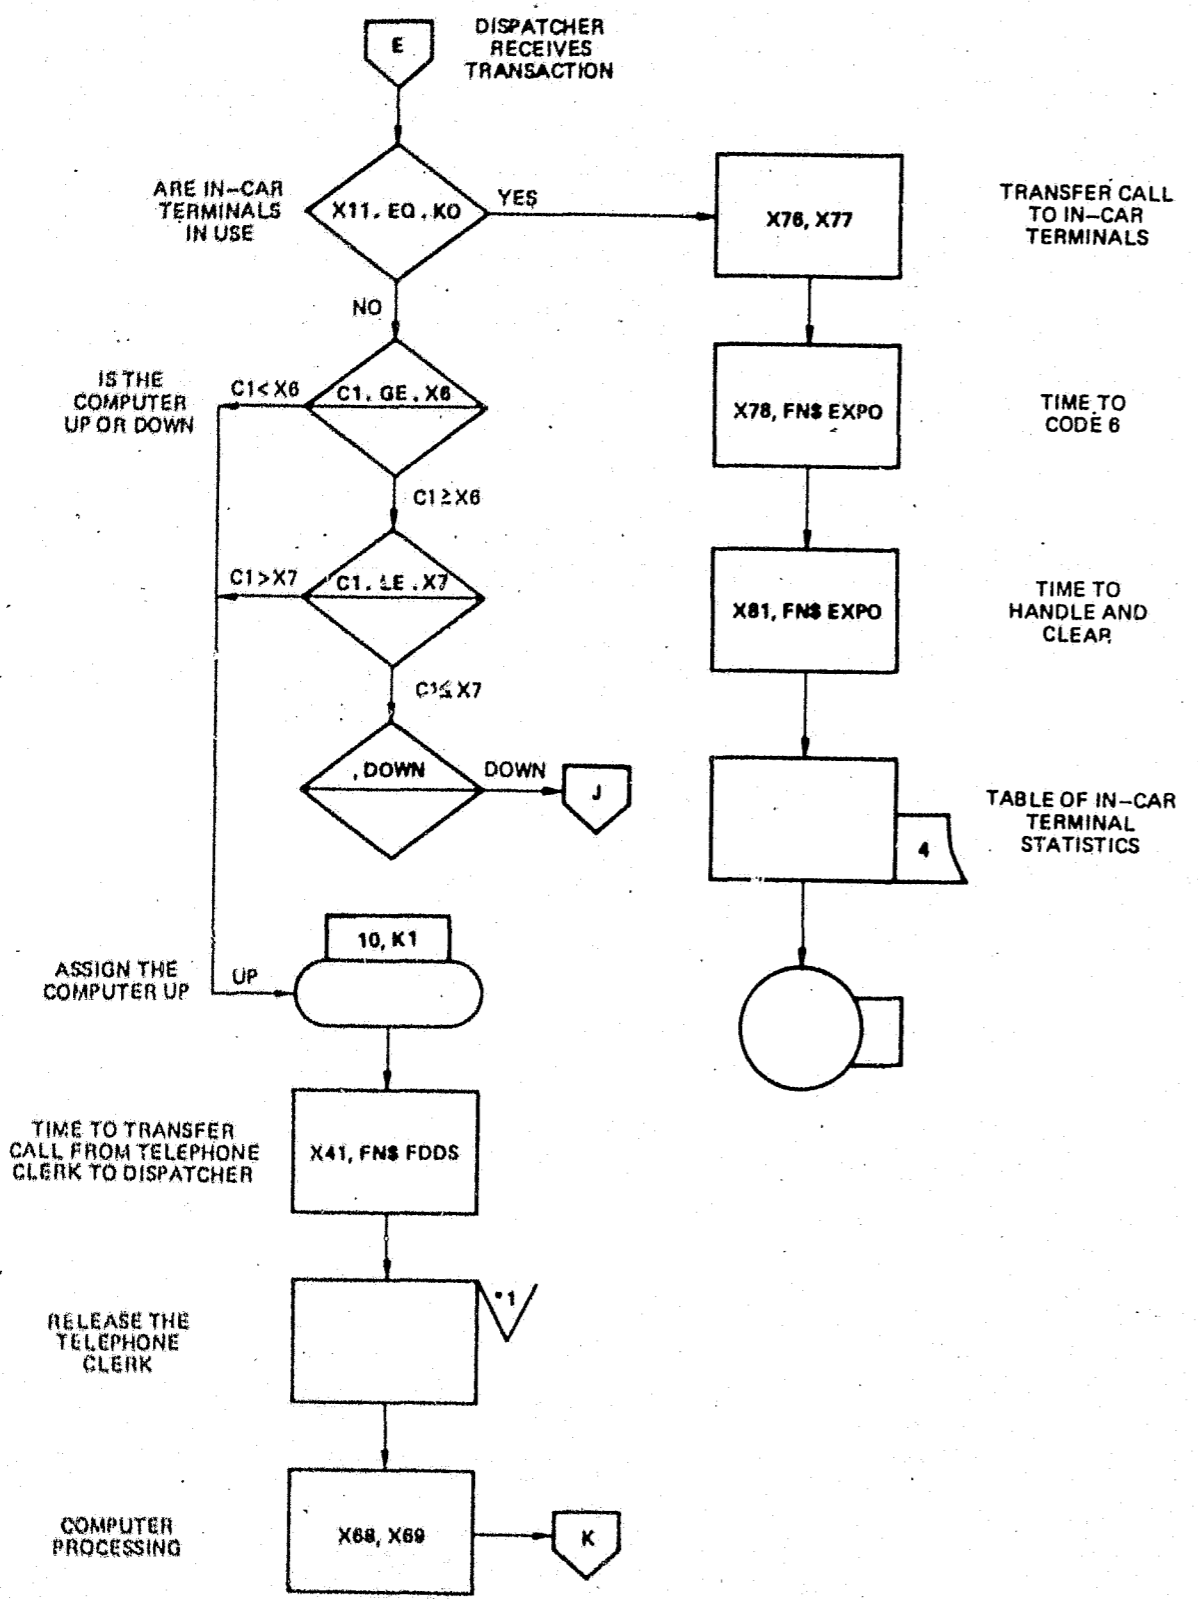 E
DISPATCHER
RECEIVES
TRANSACTION
ARE IN–CAR
TERMINALS
IN USE
X11. EQ. K0
YES
X76, X77
TRANSFER CALL
TO IN–CAR
TERMINALS
NO
IS THE
COMPUTER
UP OR DOWN
C1<X6
C1. GE. X6
X78, FN$ EXPO
TIME TO
CODE 6
C1≥X6
C1>X7
C1. LE. X7
X81, FN$ EXPO
TIME TO
HANDLE AND
CLEAR
C1≤X7
, DOWN
DOWN
J
TABLE OF IN–CAR
TERMINAL
STATISTICS
4
10, K1
ASSIGN THE
COMPUTER UP
UP
TIME TO TRANSFER
CALL FROM TELEPHONE
CLERK TO DISPATCHER
X41, FN$ FDDS
RELEASE THE
TELEPHONE
CLERK
*1
COMPUTER
PROCESSING
X68, X69
K